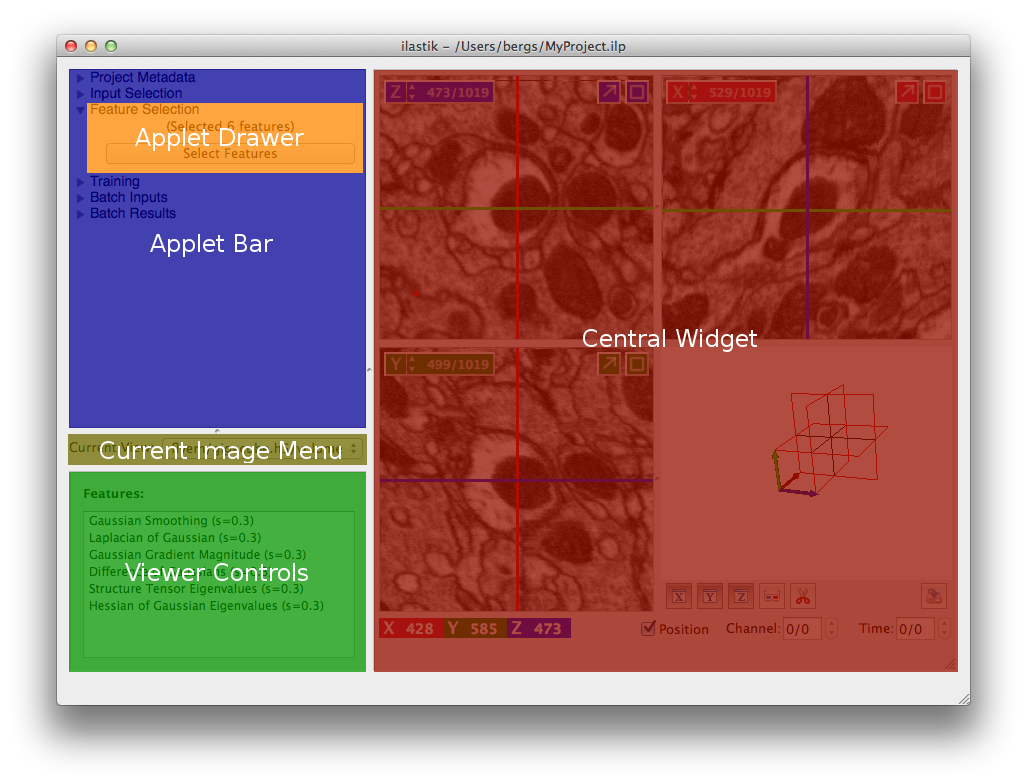 ilastik – /Users/bergs/MyProject.ilp
Project Metadata
Input Selection
Feature Selection
(Selected 6 features)
Applet Drawer
Select Features
Training
Batch Inputs
Batch Results
Applet Bar
Current Image Menu
Features:
Gaussian Smoothing (s=0.3)
Laplacian of Gaussian (s=0.3)
Gaussian Gradient Magnitude (s=0.3)
Viewer Controls
Structure Tensor Eigenvalues (s=0.3)
Hessian of Gaussian Eigenvalues (s=0.3)
Z 473/1019
X 529/1019
Central Widget
Y 499/1019
X Y Z
X 428 Y 585 Z 473
Position Channel: 0/0 Time: 0/0